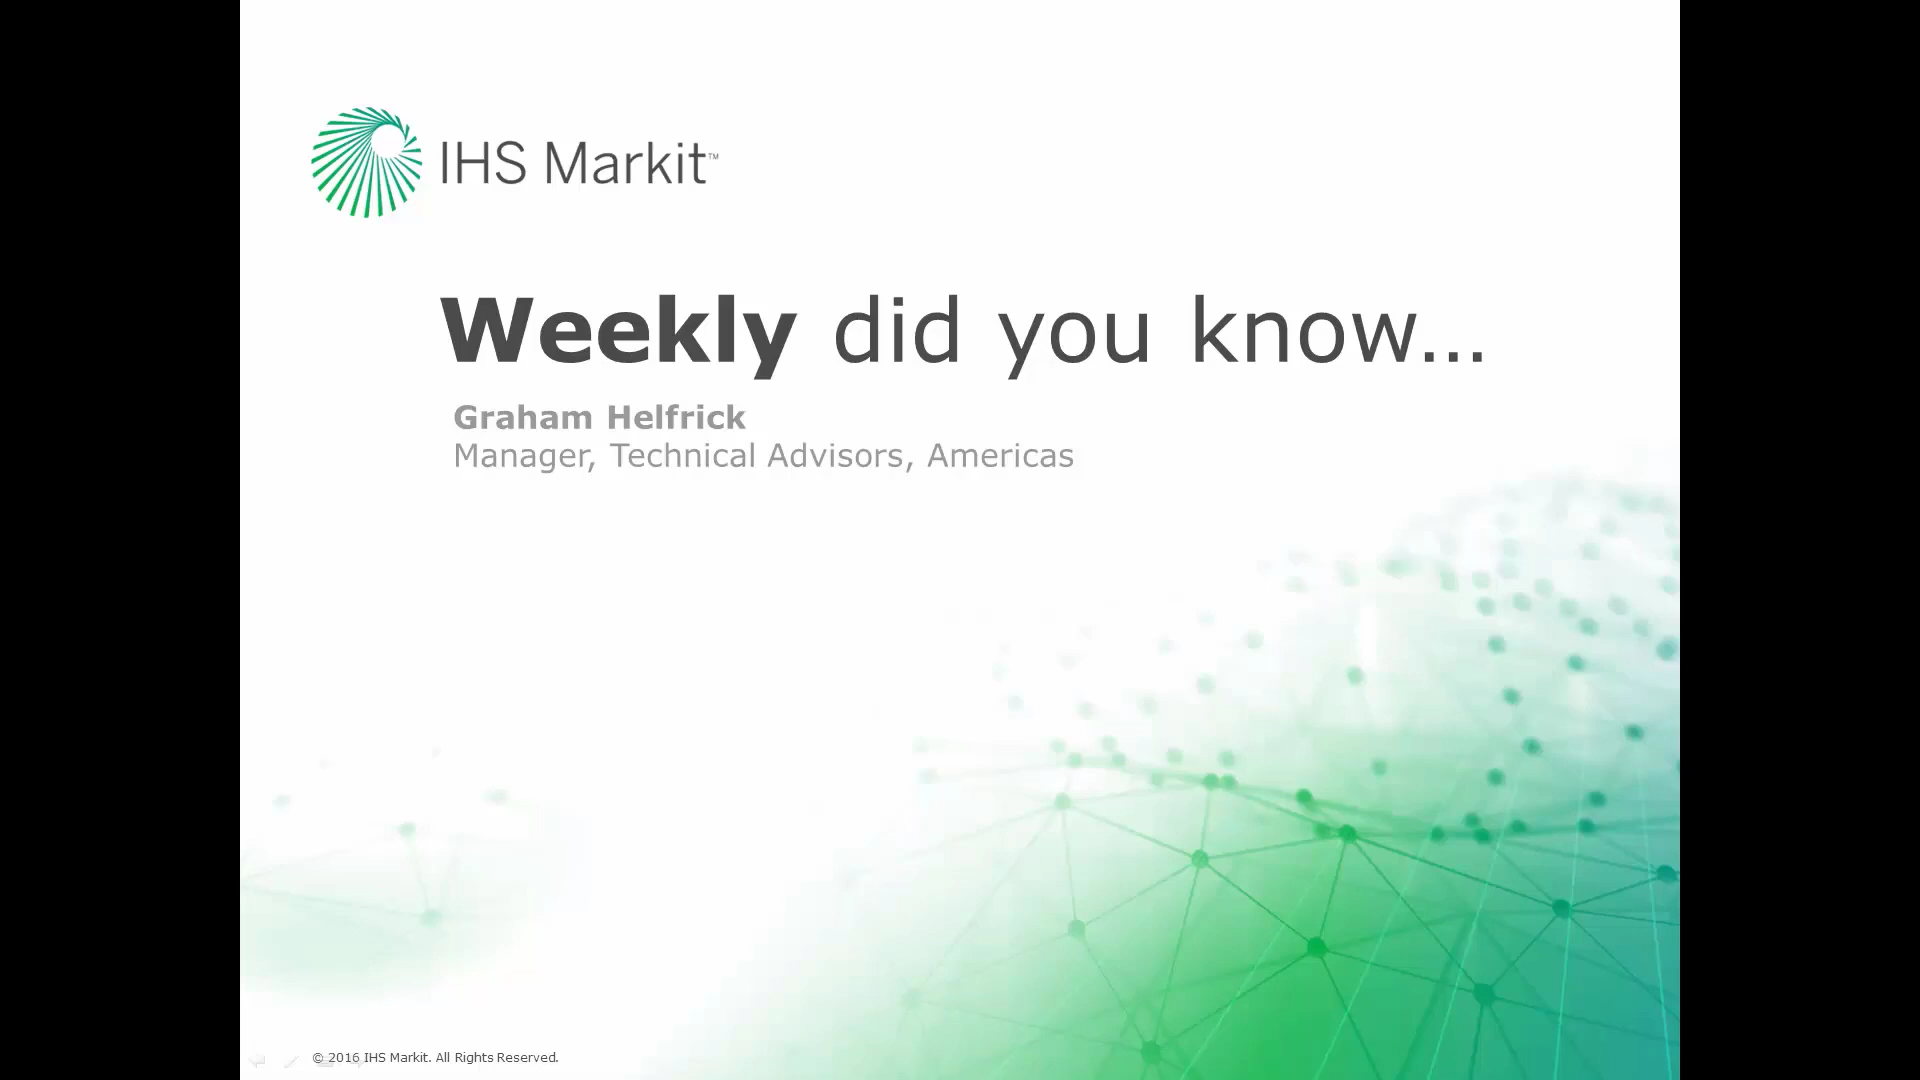 IHS Markit™
Weekly did you know...
Graham Helfrick
Manager, Technical Advisors, Americas
© 2016 IHS Markit. All Rights Reserved.